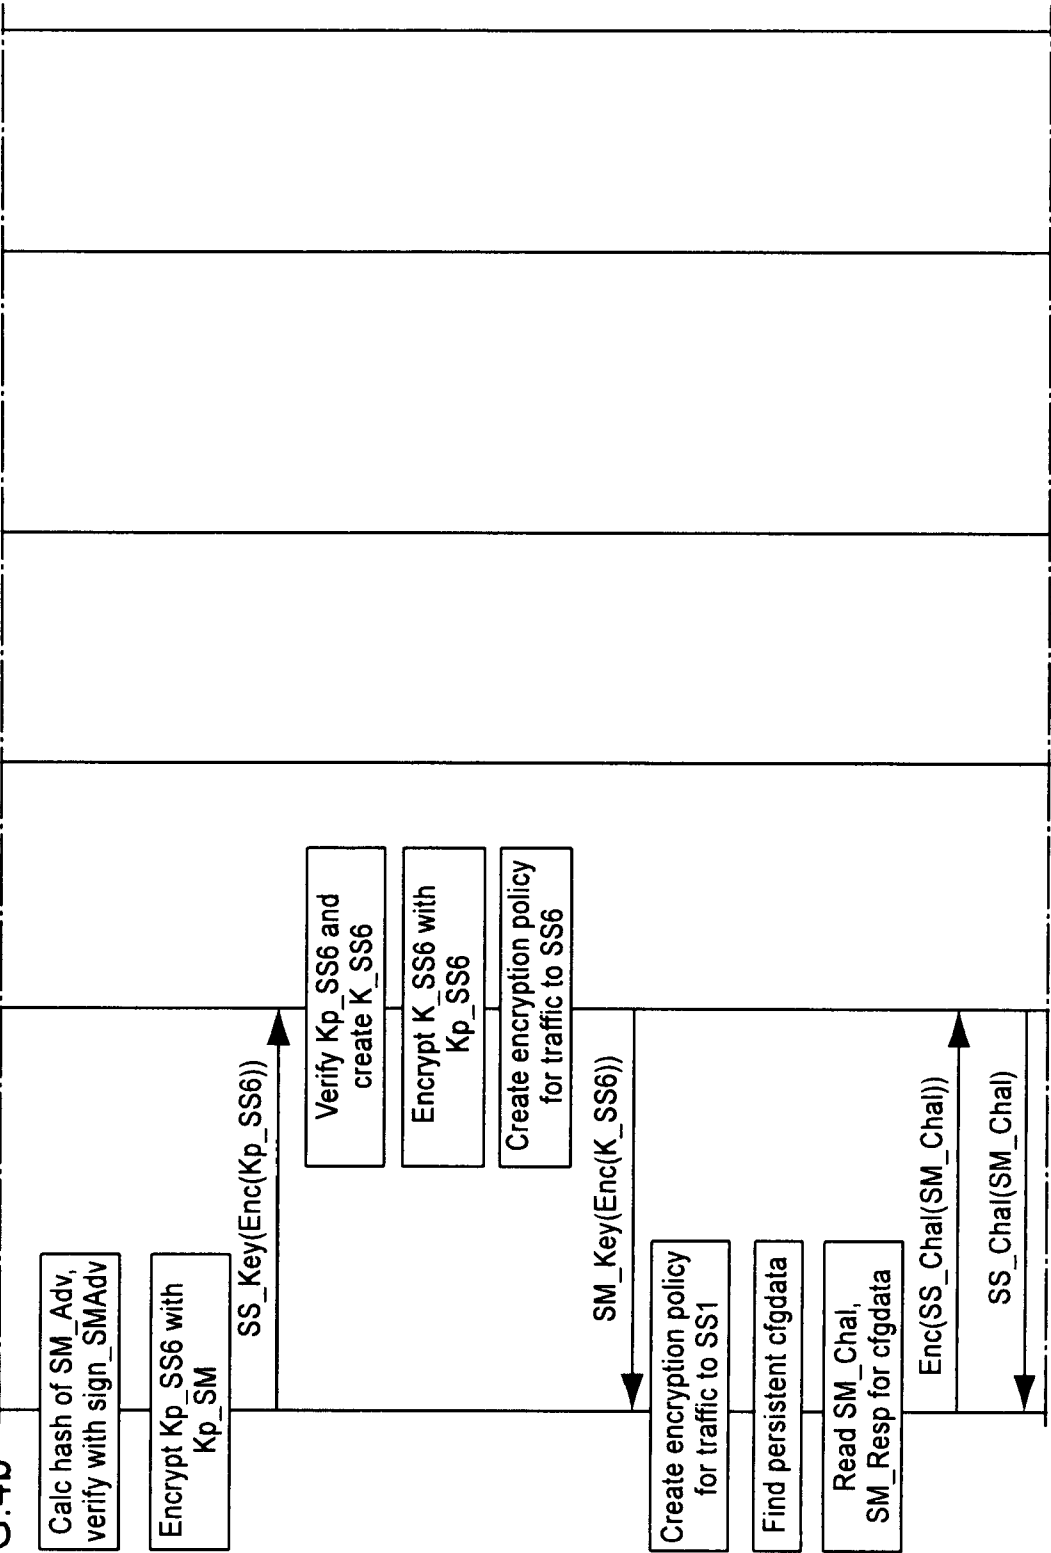 Calc hash of SM_Adv,
verify with sign_SMAdv
Encrypt Kp_SS6 with
Kp_SM
SS_Key(Enc(Kp_SS6))
Verify Kp_SS6 and
create K_SS6
Encrypt K_SS6 with
Kp_SS6
Create encryption policy
for traffic to SS6
SM_Key(Enc(K_SS6))
Create encryption policy
for traffic to SS1
Find persistent cfgdata
Read SM_Chal,
SM_Resp for cfgdata
Enc(SS_Chal(SM_Chal))
SS_Chal(SM_Chal)